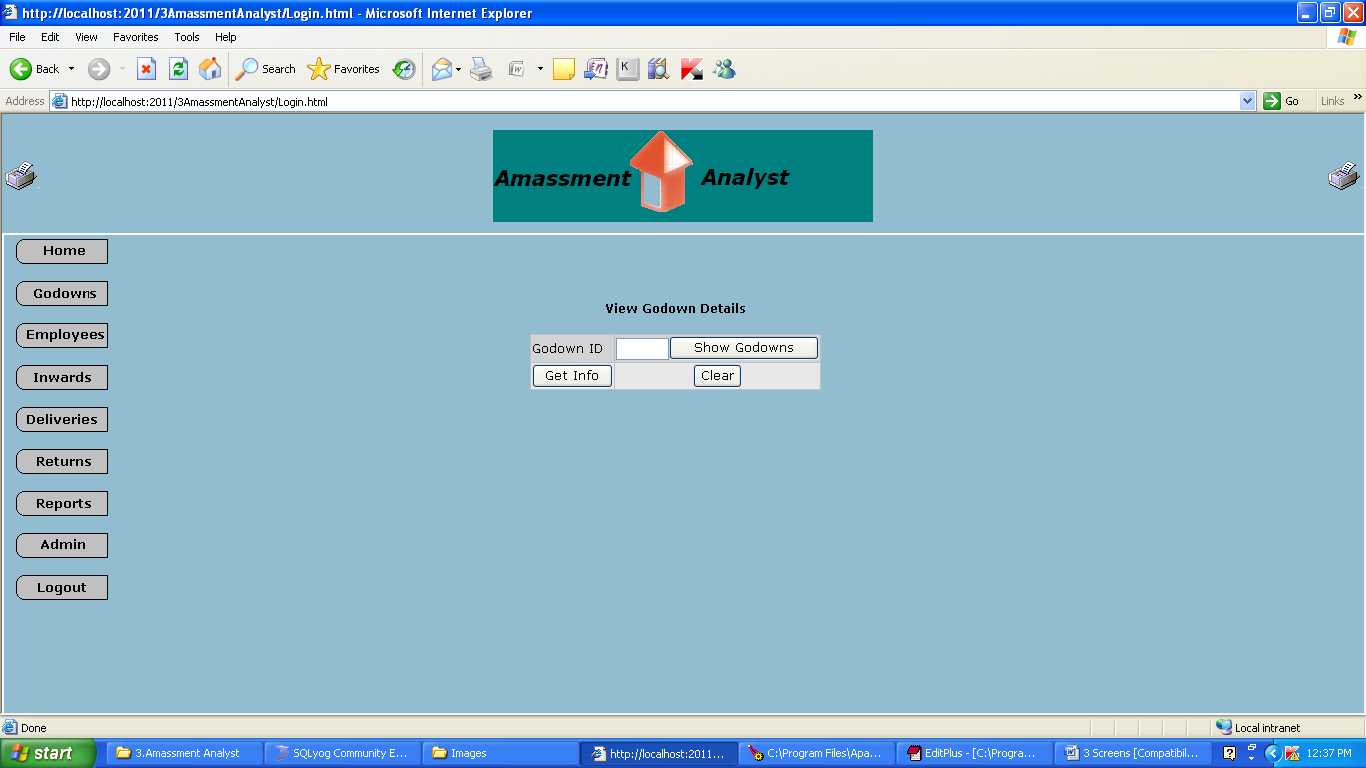 http://localhost:2011/3AmassmentAnalyst/Login.html - Microsoft Internet Explorer
File Edit View Favorites Tools Help
Back Search Favorites
Address http://localhost:2011/3AmassmentAnalyst/Login.html Go Links »
Amassment Analyst
Home
Godowns
Employees
Inwards
Deliveries
Returns
Reports
Admin
Logout
View Godown Details
Godown ID Show Godowns
Get Info Clear
Done Local intranet
start 3.Amassment Analyst SQLyog Community E... Images http://localhost:2011... C:\Program Files\Apa... EditPlus - [C:\Progra... 3 Screens [Compatibil... 12:37 PM